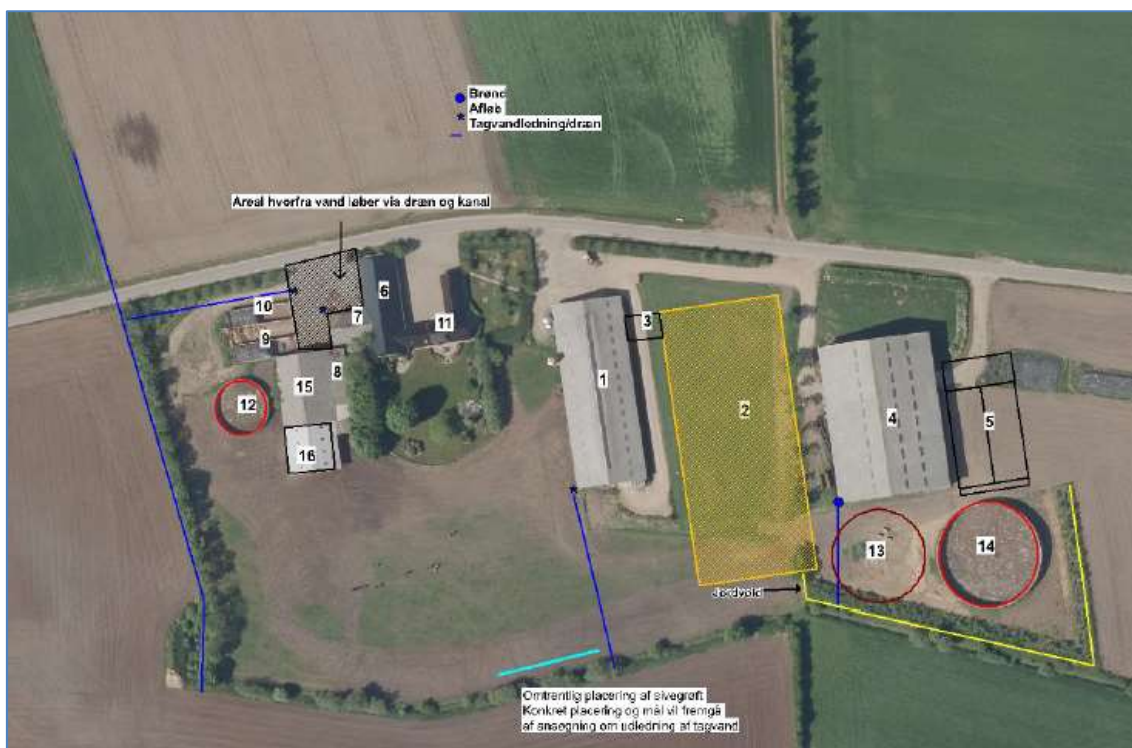 Brønd
Afløb
Tagvandledning/dræn
Areal hvorfra vand løber via dræn og kanal
10
6
7
3
11
9
8
1
15
12
2
4
5
16
13
14
Jordvold
Omtrentlig placering af sivegrøft
Konkret placering og mål vil fremgå
af ansøgning om udledning af tagvand